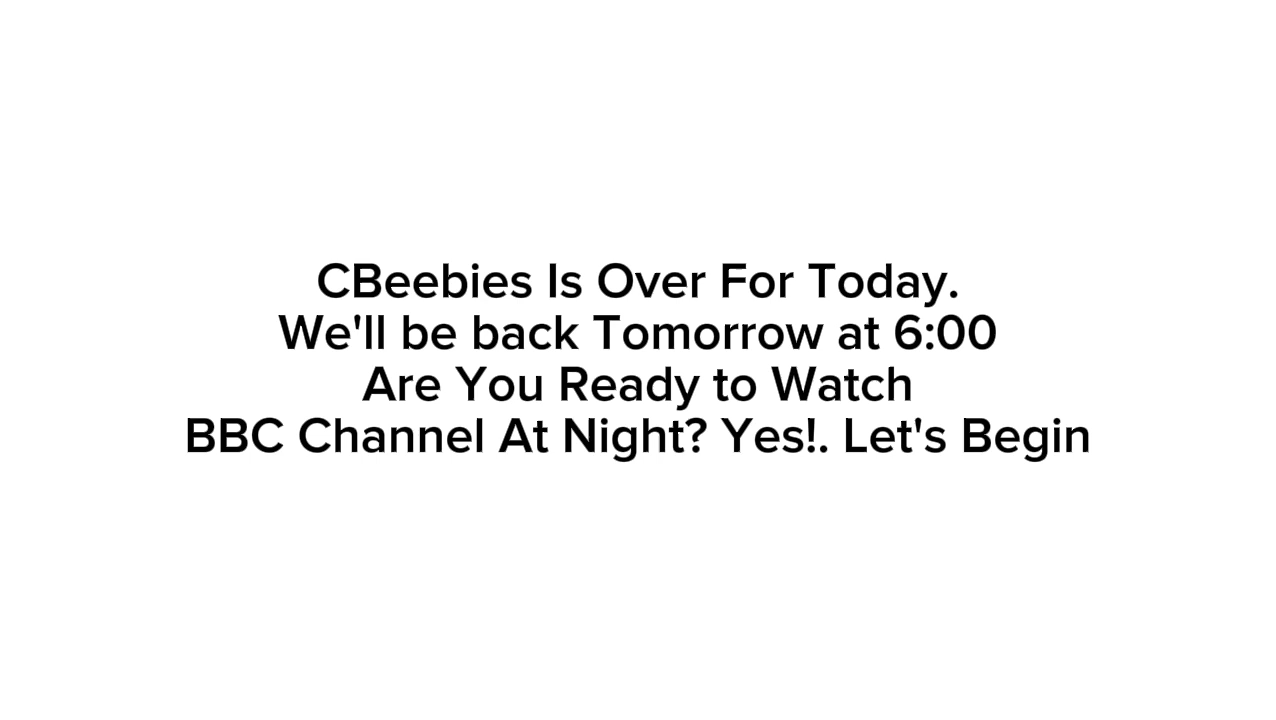 CBeebies Is Over For Today.
We'll be back Tomorrow at 6:00
Are You Ready to Watch
BBC Channel At Night? Yes!. Let's Begin